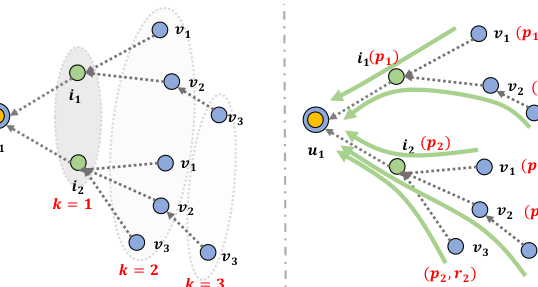 v1
i1
v2
v3
1
i2
v1
k = 1
v2
v3
v3
k = 2
k = 3
v1 (p1)
i1(p1)
v2 (
u1
i2 (p2)
v1 (p
v2 (p
v3
(p2, r2)